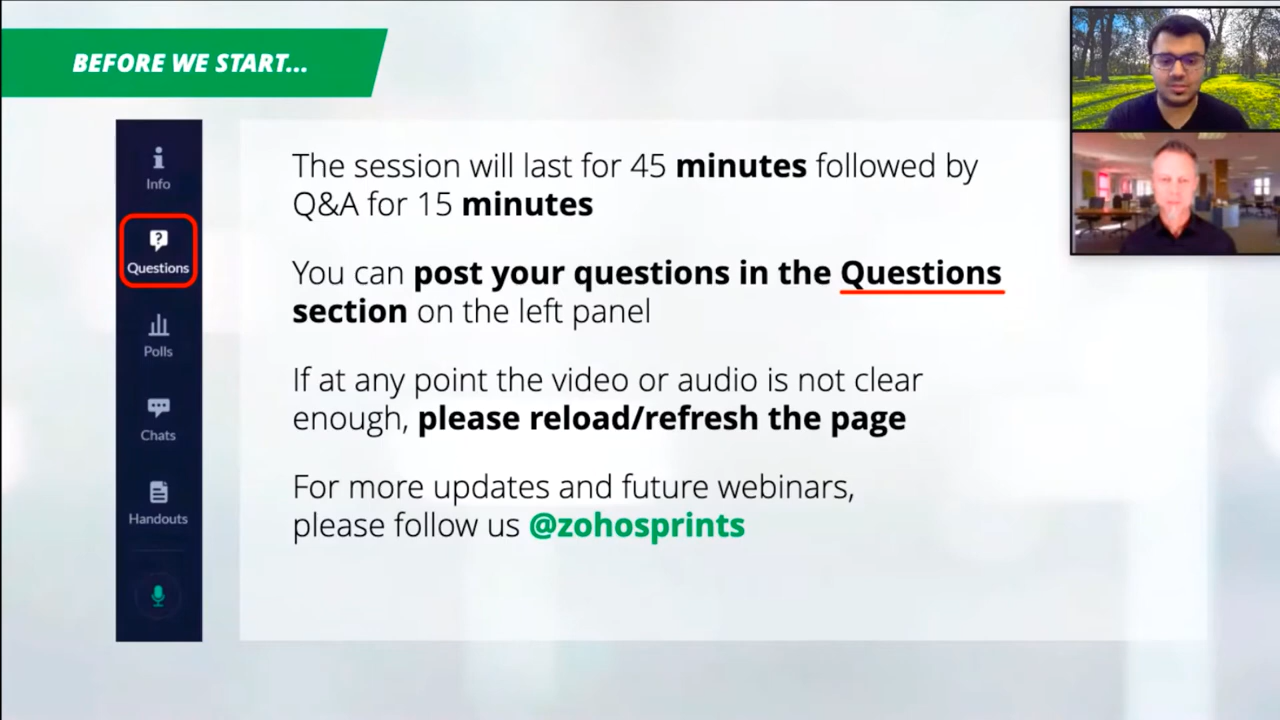 BEFORE WE START...
Info
Questions
Polls
Chats
Handouts
The session will last for 45 minutes followed by
Q&A for 15 minutes
You can post your questions in the Questions
section on the left panel
If at any point the video or audio is not clear
enough, please reload/refresh the page
For more updates and future webinars,
please follow us @zohosprints